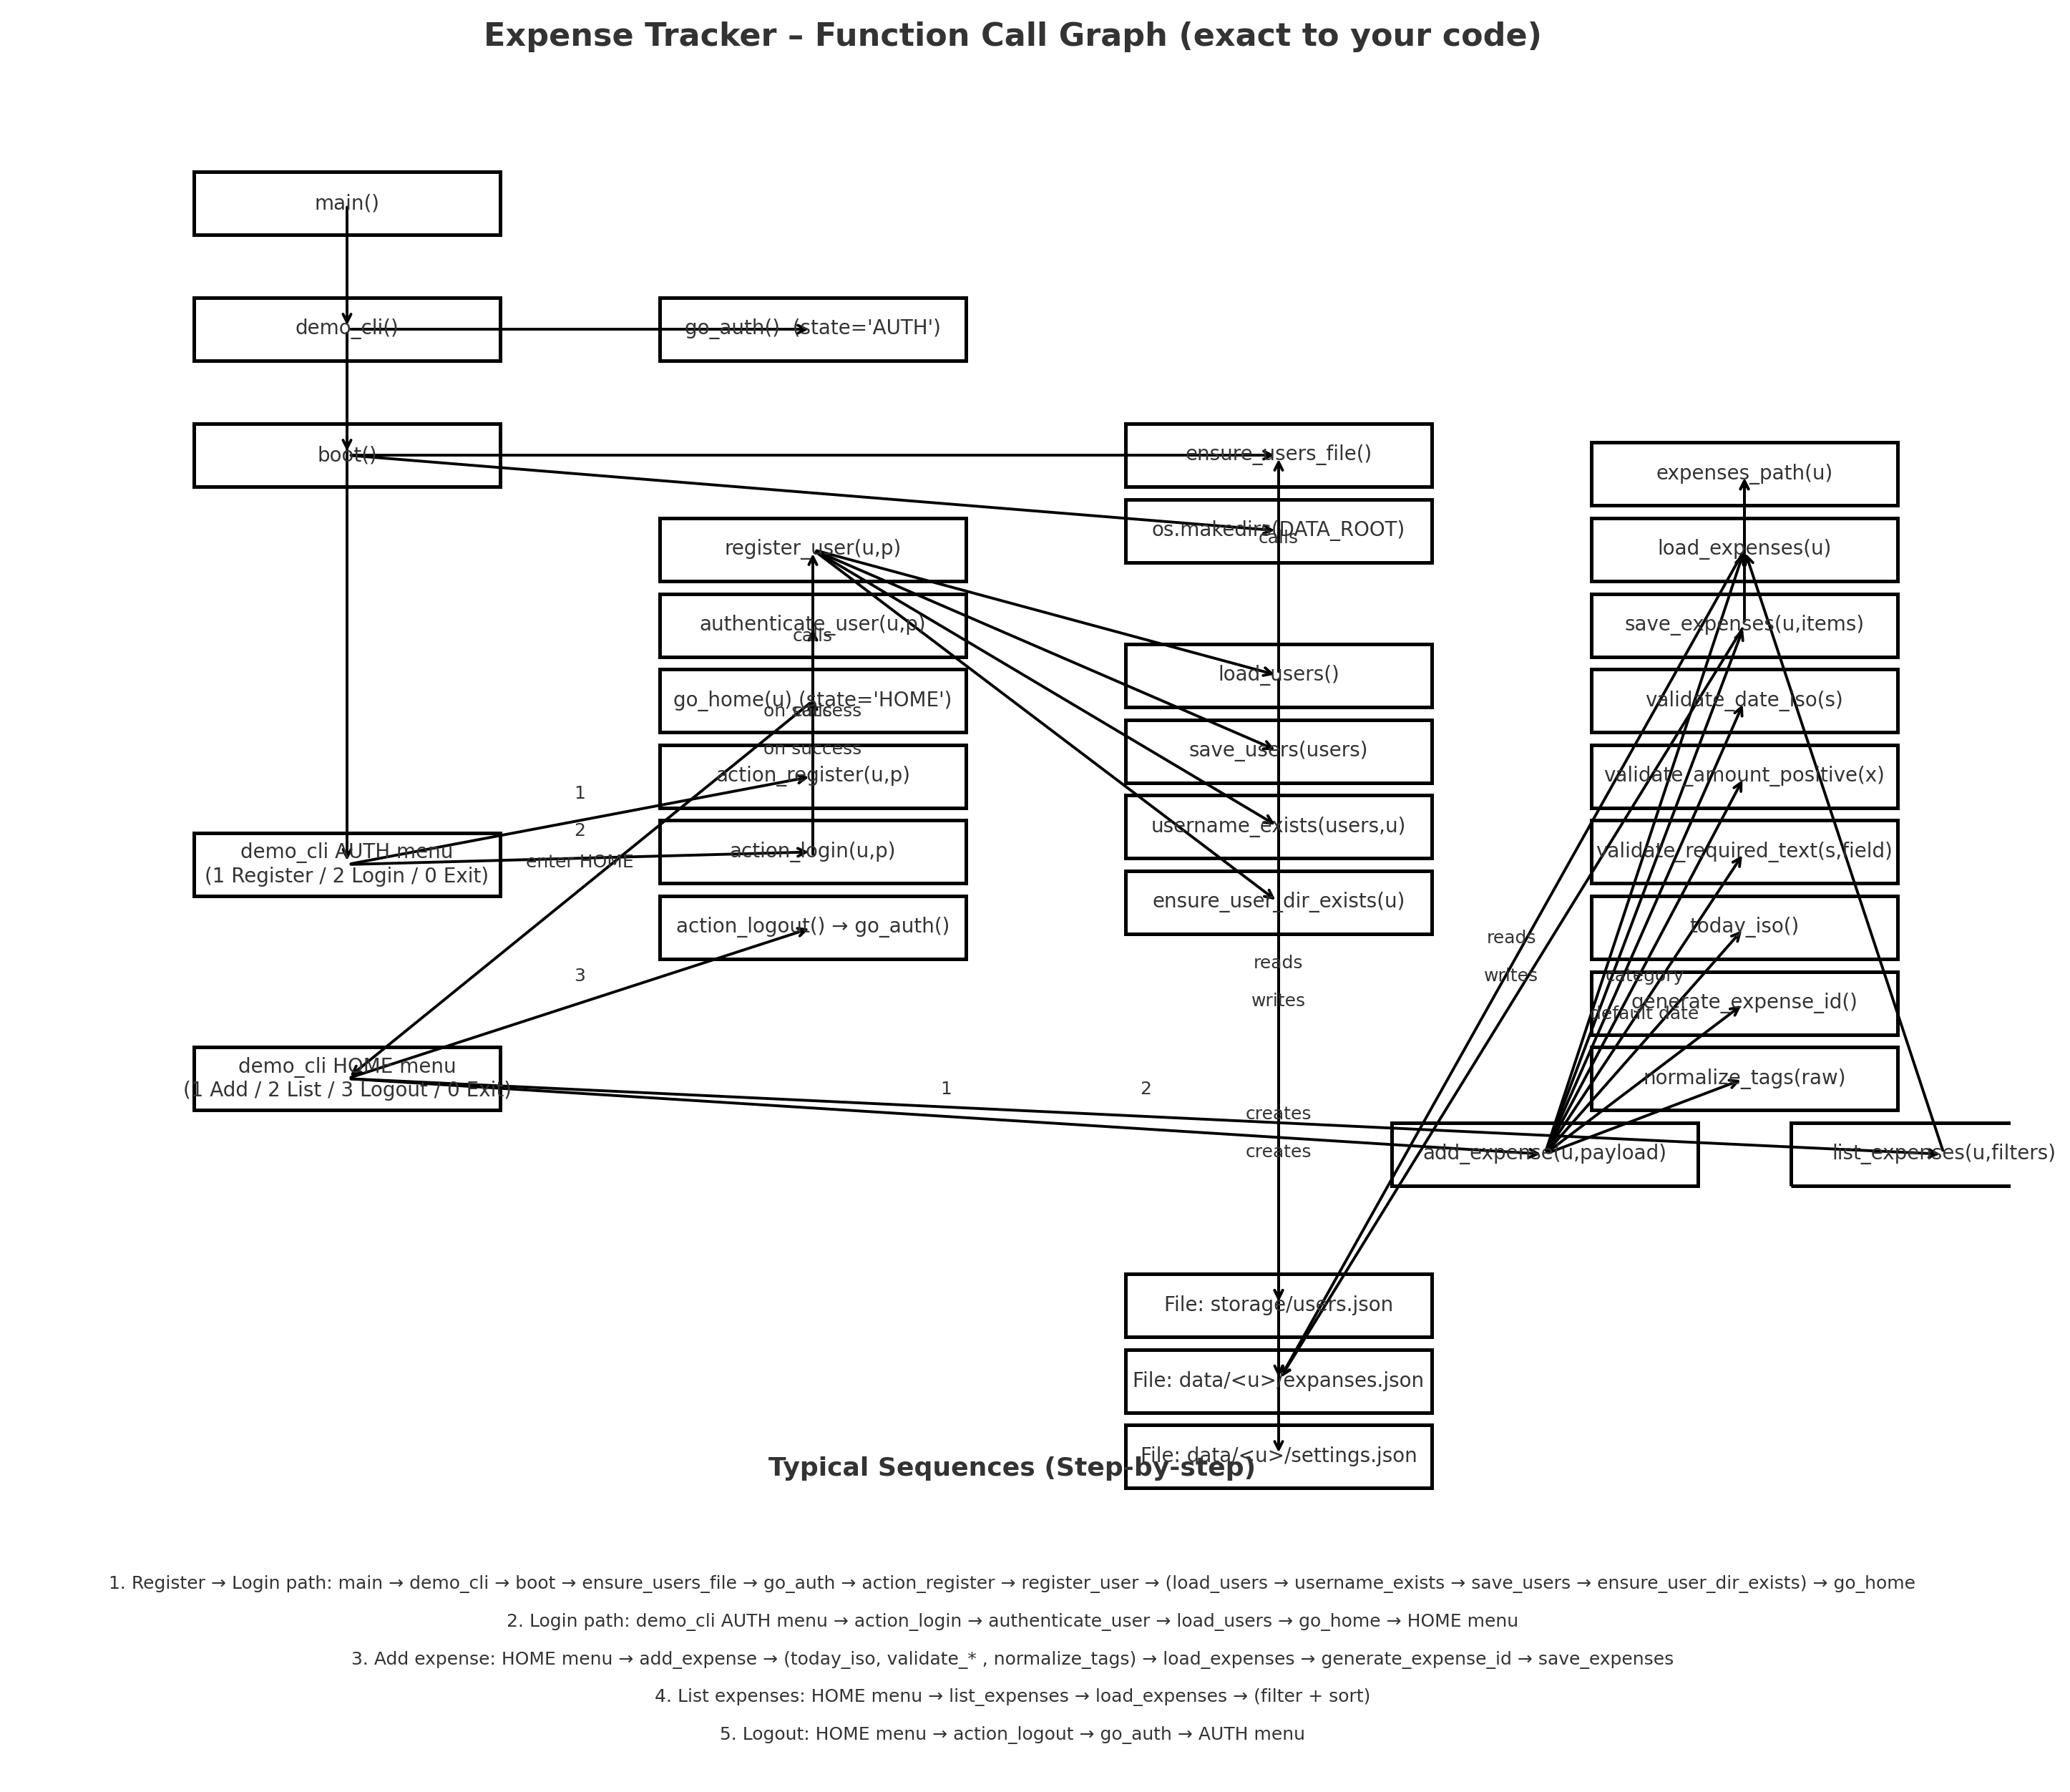 Expense Tracker – Function Call Graph (exact to your code)
main()
demo_cli()
go_auth() (state='AUTH')
boot()
ensure_users_file()
os.makedirs(DATA_ROOT)
calls
expenses_path(u)
load_expenses(u)
save_expenses(u,items)
validate_date_iso(s)
validate_amount_positive(x)
validate_required_text(s,field)
today_iso()
generate_expense_id()
normalize_tags(raw)
register_user(u,p)
authenticate_user(u,p)
calls
go_home(u) (state='HOME')
on success
calls
on success
action_register(u,p)
action_login(u,p)
action_logout() → go_auth()
load_users()
save_users(users)
username_exists(users,u)
ensure_user_dir_exists(u)
1
2
enter HOME
3
demo_cli AUTH menu
(1 Register / 2 Login / 0 Exit)
demo_cli HOME menu
(1 Add / 2 List / 3 Logout / 0 Exit)
reads
writes
reads
writes
category
default date
1
2
creates
creates
add_expense(u,payload)
list_expenses(u,filters)
File: storage/users.json
File: data/<u>/expanses.json
File: data/<u>/settings.json
Typical Sequences (Step-by-step)
1. Register → Login path: main → demo_cli → boot → ensure_users_file → go_auth → action_register → register_user → (load_users → username_exists → save_users → ensure_user_dir_exists) → go_home
2. Login path: demo_cli AUTH menu → action_login → authenticate_user → load_users → go_home → HOME menu
3. Add expense: HOME menu → add_expense → (today_iso, validate_* , normalize_tags) → load_expenses → generate_expense_id → save_expenses
4. List expenses: HOME menu → list_expenses → load_expenses → (filter + sort)
5. Logout: HOME menu → action_logout → go_auth → AUTH menu